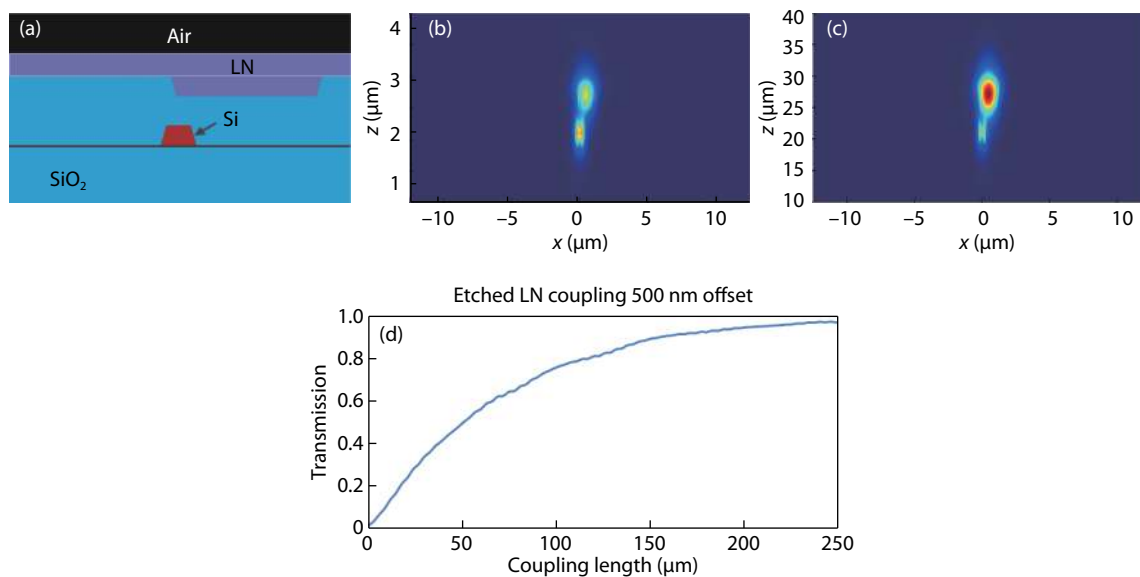 (a)
Air
LN
Si
SiO₂
(b)
4
3
2
1
z (μm)
−10
−5
0
5
10
x (μm)
(c)
40
35
30
25
20
15
10
z (μm)
−10
−5
0
5
10
x (μm)
Etched LN coupling 500 nm offset
(d)
1.0
0.8
0.6
0.4
0.2
0
Transmission
0
50
100
150
200
250
Coupling length (μm)